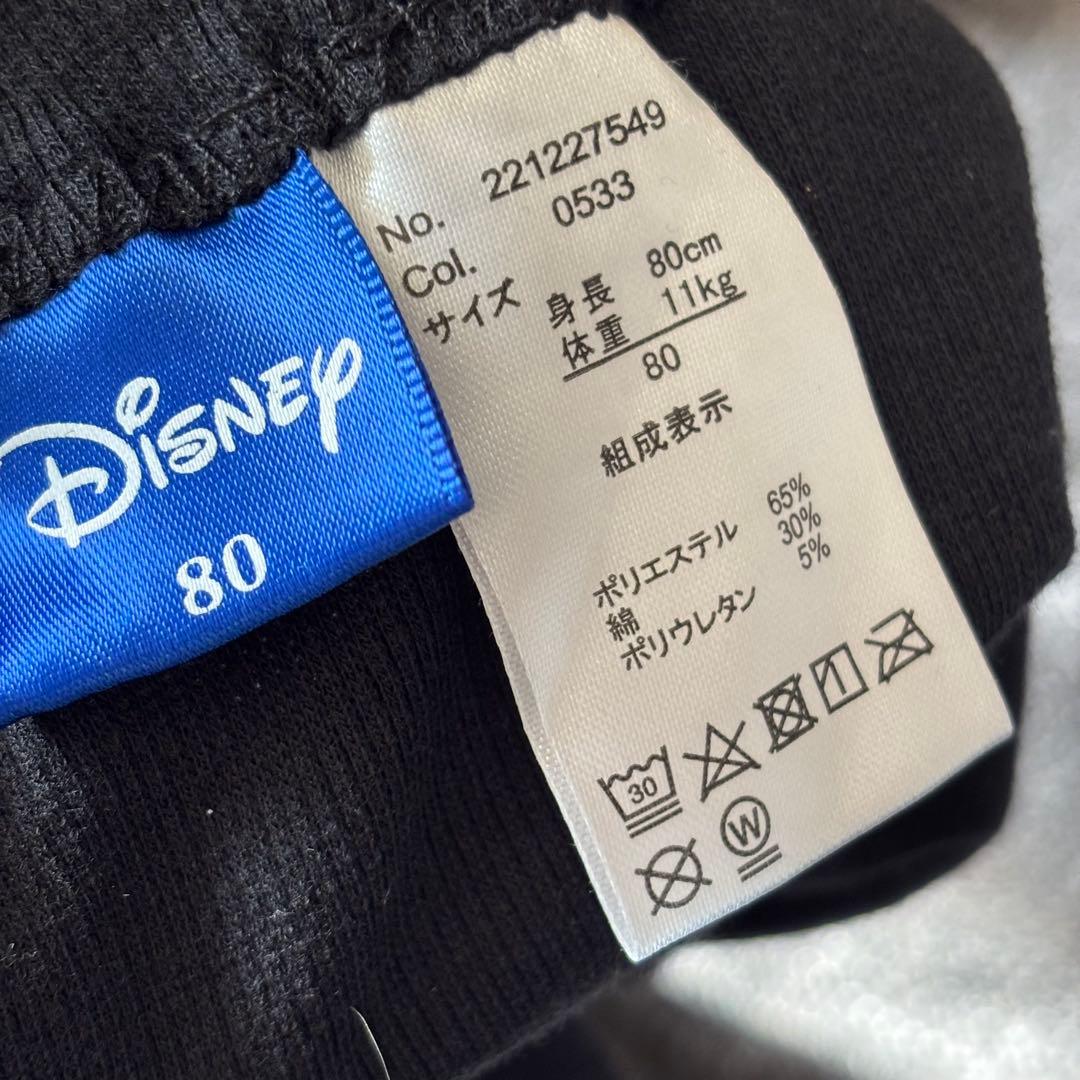 Disney
80
No. 221227549
Col. 0533
サイズ 身長 80cm
体重 11kg
80
組成表示
ポリエステル 65%
綿 30%
ポリウレタン 5%
30
W